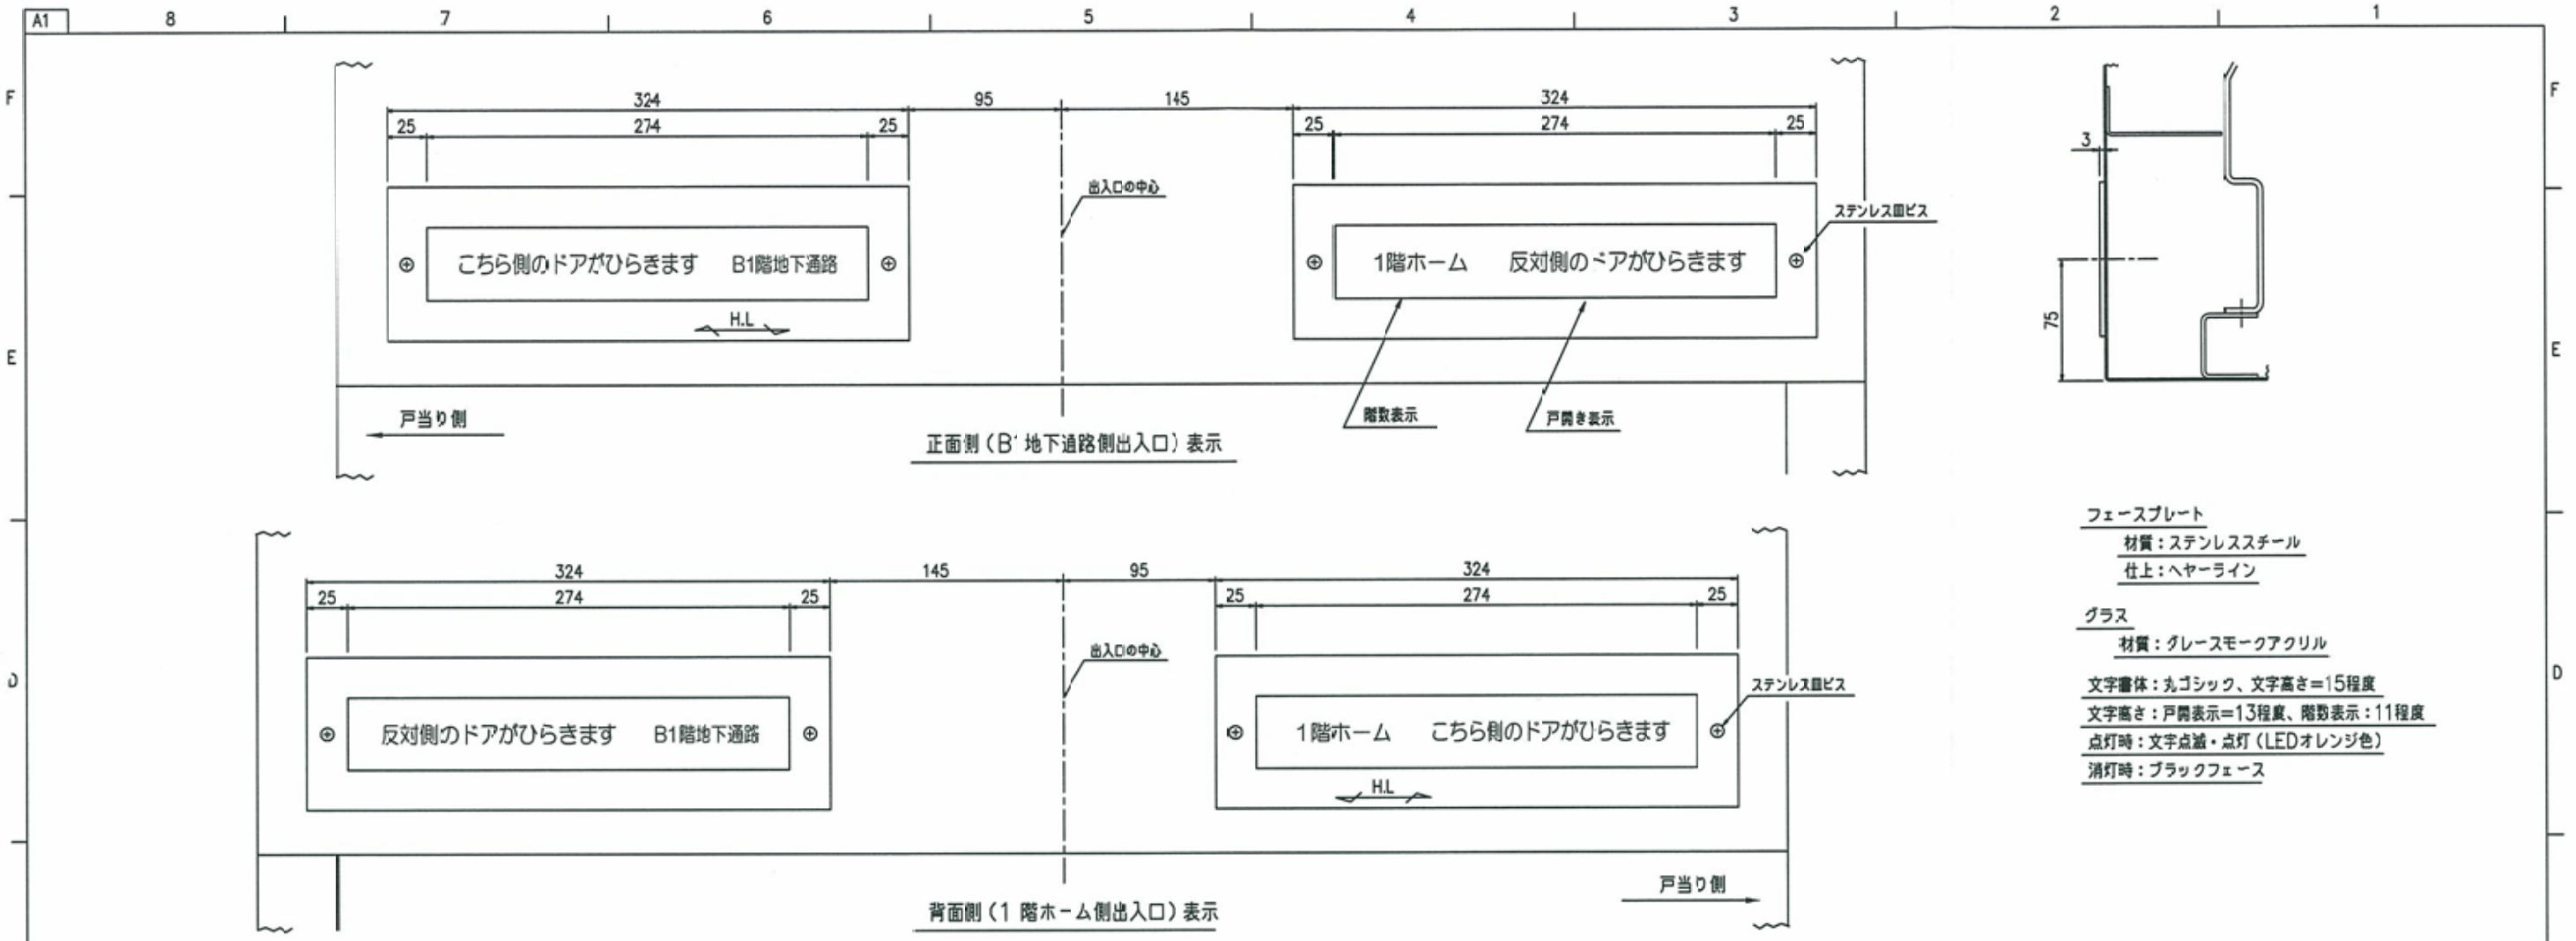 A1 8 7 6 5 4 3 2 1
F F
324 95 145 324
25 274 25 25 274 25
3
出入口の中心
ステンレス皿ビス
こちら側のドアがひらきます B1階地下通路
1階ホーム 反対側のドアがひらきます
H.L
75
E E
戸当り側
階数表示
戸開き表示
正面側（B1地下通路側出入口）表示
324 145 95 324
25 274 25 25 274 25
出入口の中心
ステンレス皿ビス
反対側のドアがひらきます B1階地下通路
1階ホーム こちら側のドアがひらきます
H.L
D D
戸当り側
背面側（1 階ホーム側出入口）表示
フェースプレート
材質：ステンレススチール
仕上：ヘヤーライン
グラス
材質：グレースモークアクリル
文字書体：丸ゴシック、文字高さ=15程度
文字高さ：戸開表示=13程度、階数表示：11程度
点灯時：文字点滅・点灯（LEDオレンジ色）
消灯時：ブラックフェース